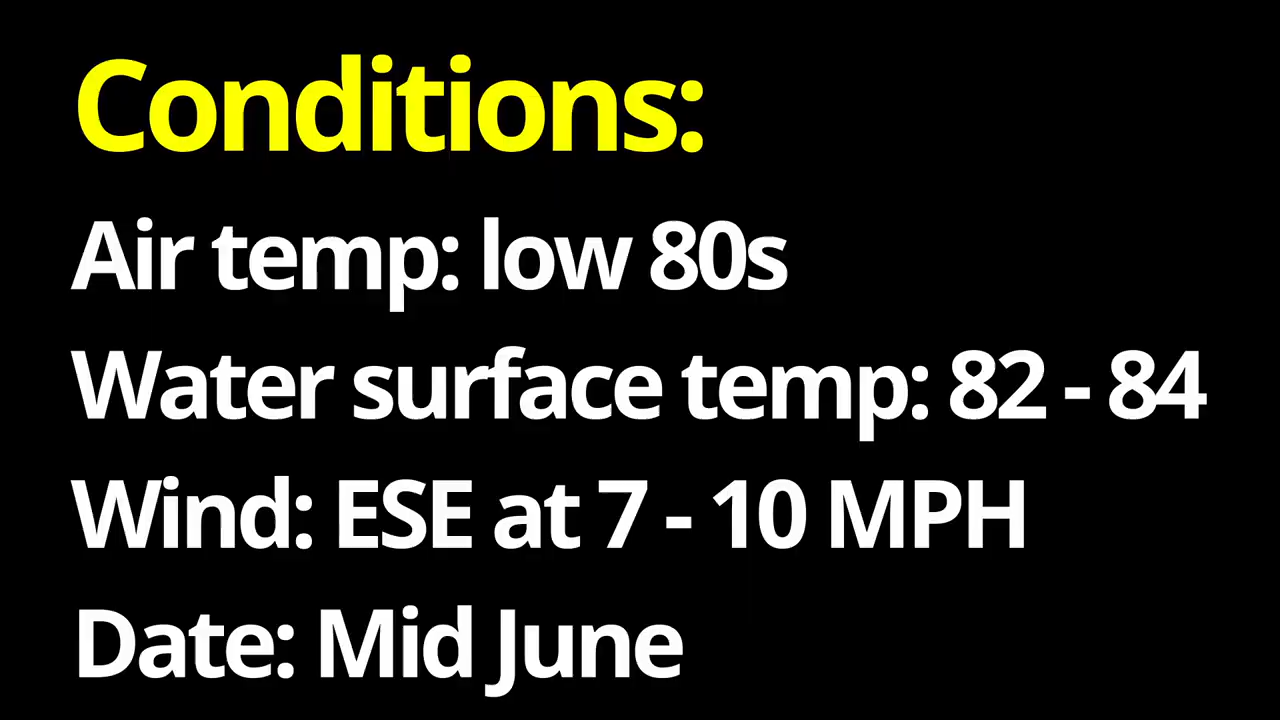 Conditions:
Air temp: low 80s
Water surface temp: 82 - 84
Wind: ESE at 7 - 10 MPH
Date: Mid June